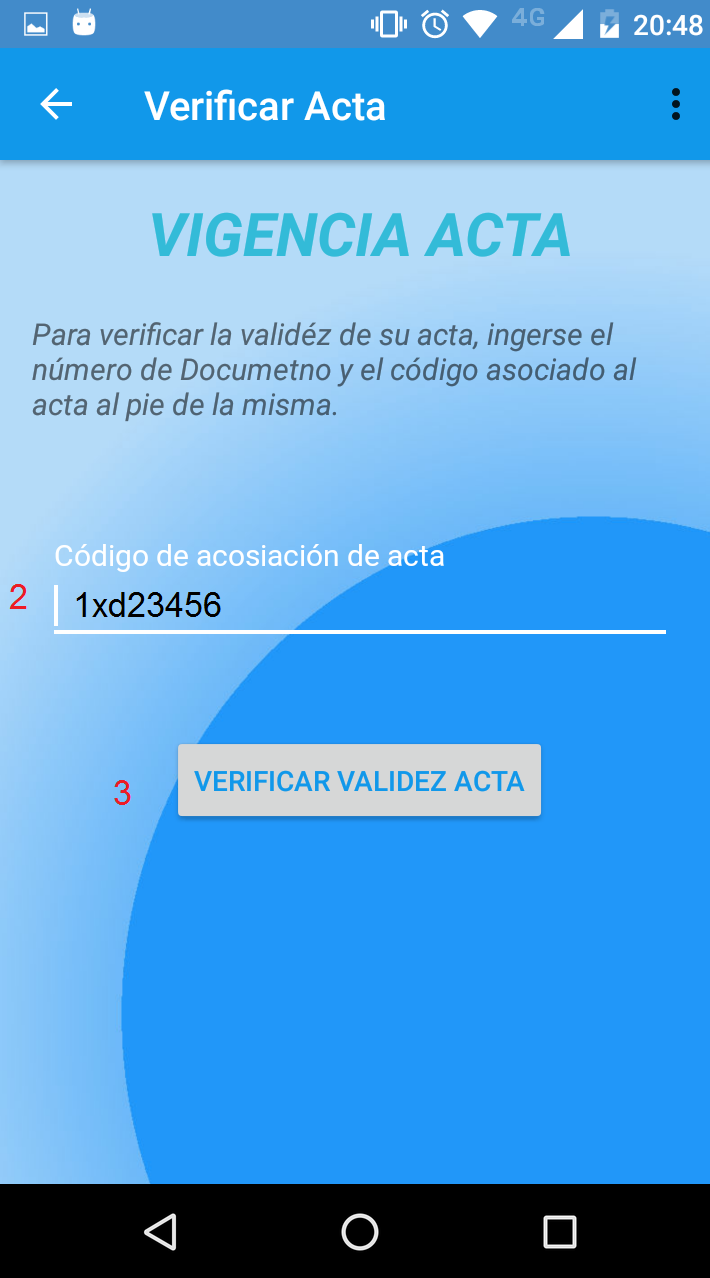 4G 20:48
Verificar Acta
VIGENCIA ACTA
Para verificar la validéz de su acta, ingerse el
número de Documetno y el código asociado al
acta al pie de la misma.
Código de acosiación de acta
2 1xd23456
3 VERIFICAR VALIDEZ ACTA